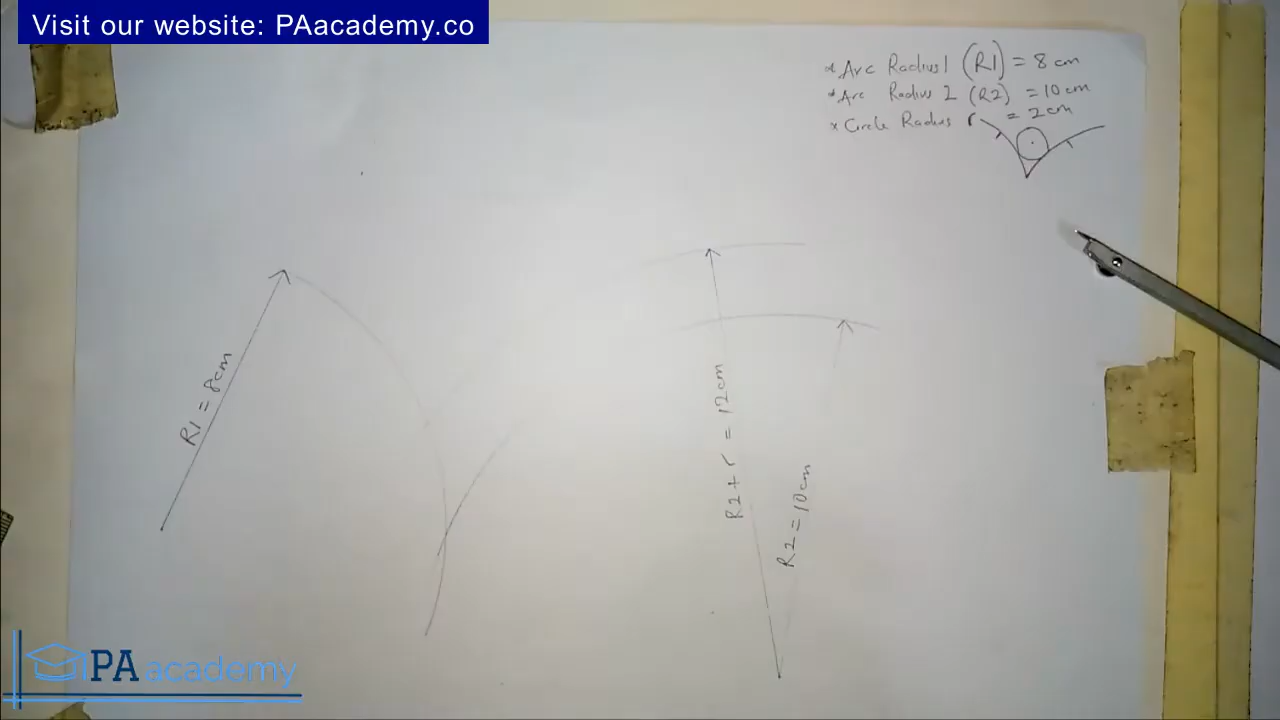 Visit our website: PAacademy.co
* Arc Radius 1 (R1) = 8 cm
* Arc Radius 2 (R2) = 10 cm
* Circle Radius r = 2 cm
R1 = 8cm
R2 + r = 12cm
R2 = 10cm
PA academy